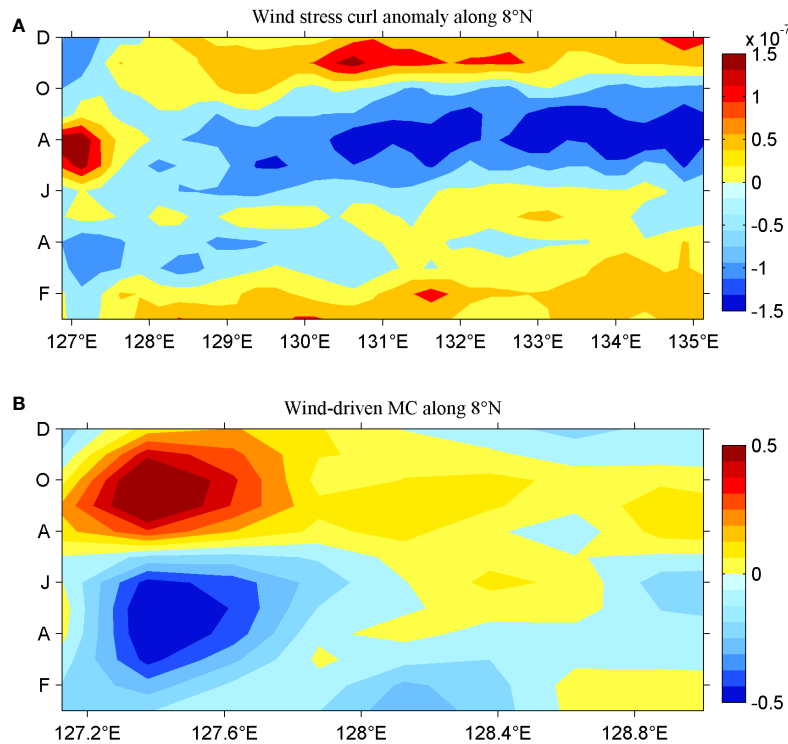 A
Wind stress curl anomaly along 8°N
x 10⁻⁷
D
O
A
J
A
F
127°E 128°E 129°E 130°E 131°E 132°E 133°E 134°E 135°E
1.5
1
0.5
0
-0.5
-1
-1.5
B
Wind-driven MC along 8°N
D
O
A
J
A
F
127.2°E 127.6°E 128°E 128.4°E 128.8°E
0.5
0
-0.5